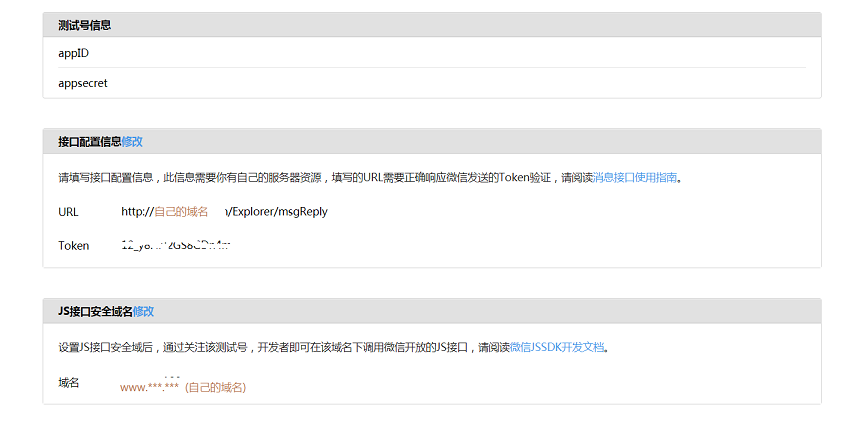 测试号信息
appID
appsecret
接口配置信息修改
请填写接口配置信息，此信息需要你有自己的服务器资源，填写的URL需要正确响应微信发送的Token验证，请阅读消息接口使用指南。
URL http://自己的域名 /Explorer/msgReply
Token
JS接口安全域名修改
设置JS接口安全域后，通过关注该测试号，开发者即可在该域名下调用微信开放的JS接口，请阅读微信JSSDK开发文档。
域名 www.***.*** (自己的域名)